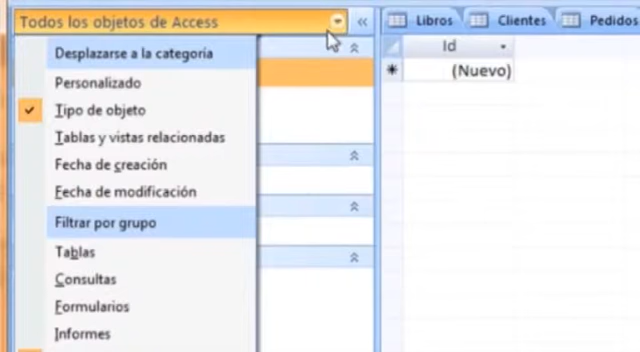 Todos los objetos de Access
Libros
Clientes
Pedidos
Desplazarse a la categoría
Personalizado
Tipo de objeto
Tablas y vistas relacionadas
Fecha de creación
Fecha de modificación
Filtrar por grupo
Tablas
Consultas
Formularios
Informes
Id
(Nuevo)